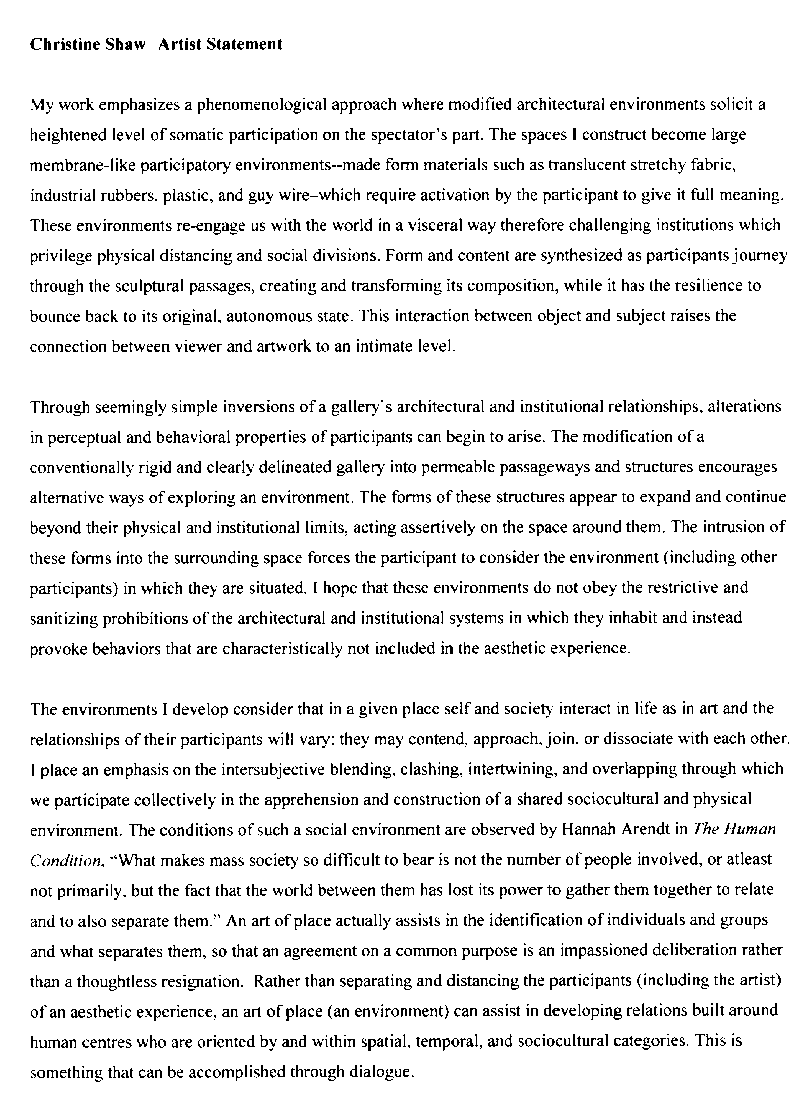 Christine Shaw Artist Statement
My work emphasizes a phenomenological approach where modified architectural environments solicit a
heightened level of somatic participation on the spectator's part. The spaces I construct become large
membrane-like participatory environments--made form materials such as translucent stretchy fabric,
industrial rubbers, plastic, and guy wire–which require activation by the participant to give it full meaning.
These environments re-engage us with the world in a visceral way therefore challenging institutions which
privilege physical distancing and social divisions. Form and content are synthesized as participants journey
through the sculptural passages, creating and transforming its composition, while it has the resilience to
bounce back to its original, autonomous state. This interaction between object and subject raises the
connection between viewer and artwork to an intimate level.
Through seemingly simple inversions of a gallery's architectural and institutional relationships, alterations
in perceptual and behavioral properties of participants can begin to arise. The modification of a
conventionally rigid and clearly delineated gallery into permeable passageways and structures encourages
alternative ways of exploring an environment. The forms of these structures appear to expand and continue
beyond their physical and institutional limits, acting assertively on the space around them. The intrusion of
these forms into the surrounding space forces the participant to consider the environment (including other
participants) in which they are situated. I hope that these environments do not obey the restrictive and
sanitizing prohibitions of the architectural and institutional systems in which they inhabit and instead
provoke behaviors that are characteristically not included in the aesthetic experience.
The environments I develop consider that in a given place self and society interact in life as in art and the
relationships of their participants will vary: they may contend, approach, join, or dissociate with each other.
I place an emphasis on the intersubjective blending, clashing, intertwining, and overlapping through which
we participate collectively in the apprehension and construction of a shared sociocultural and physical
environment. The conditions of such a social environment are observed by Hannah Arendt in The Human
Condition, “What makes mass society so difficult to bear is not the number of people involved, or atleast
not primarily, but the fact that the world between them has lost its power to gather them together to relate
and to also separate them.” An art of place actually assists in the identification of individuals and groups
and what separates them, so that an agreement on a common purpose is an impassioned deliberation rather
than a thoughtless resignation. Rather than separating and distancing the participants (including the artist)
of an aesthetic experience, an art of place (an environment) can assist in developing relations built around
human centres who are oriented by and within spatial, temporal, and sociocultural categories. This is
something that can be accomplished through dialogue.